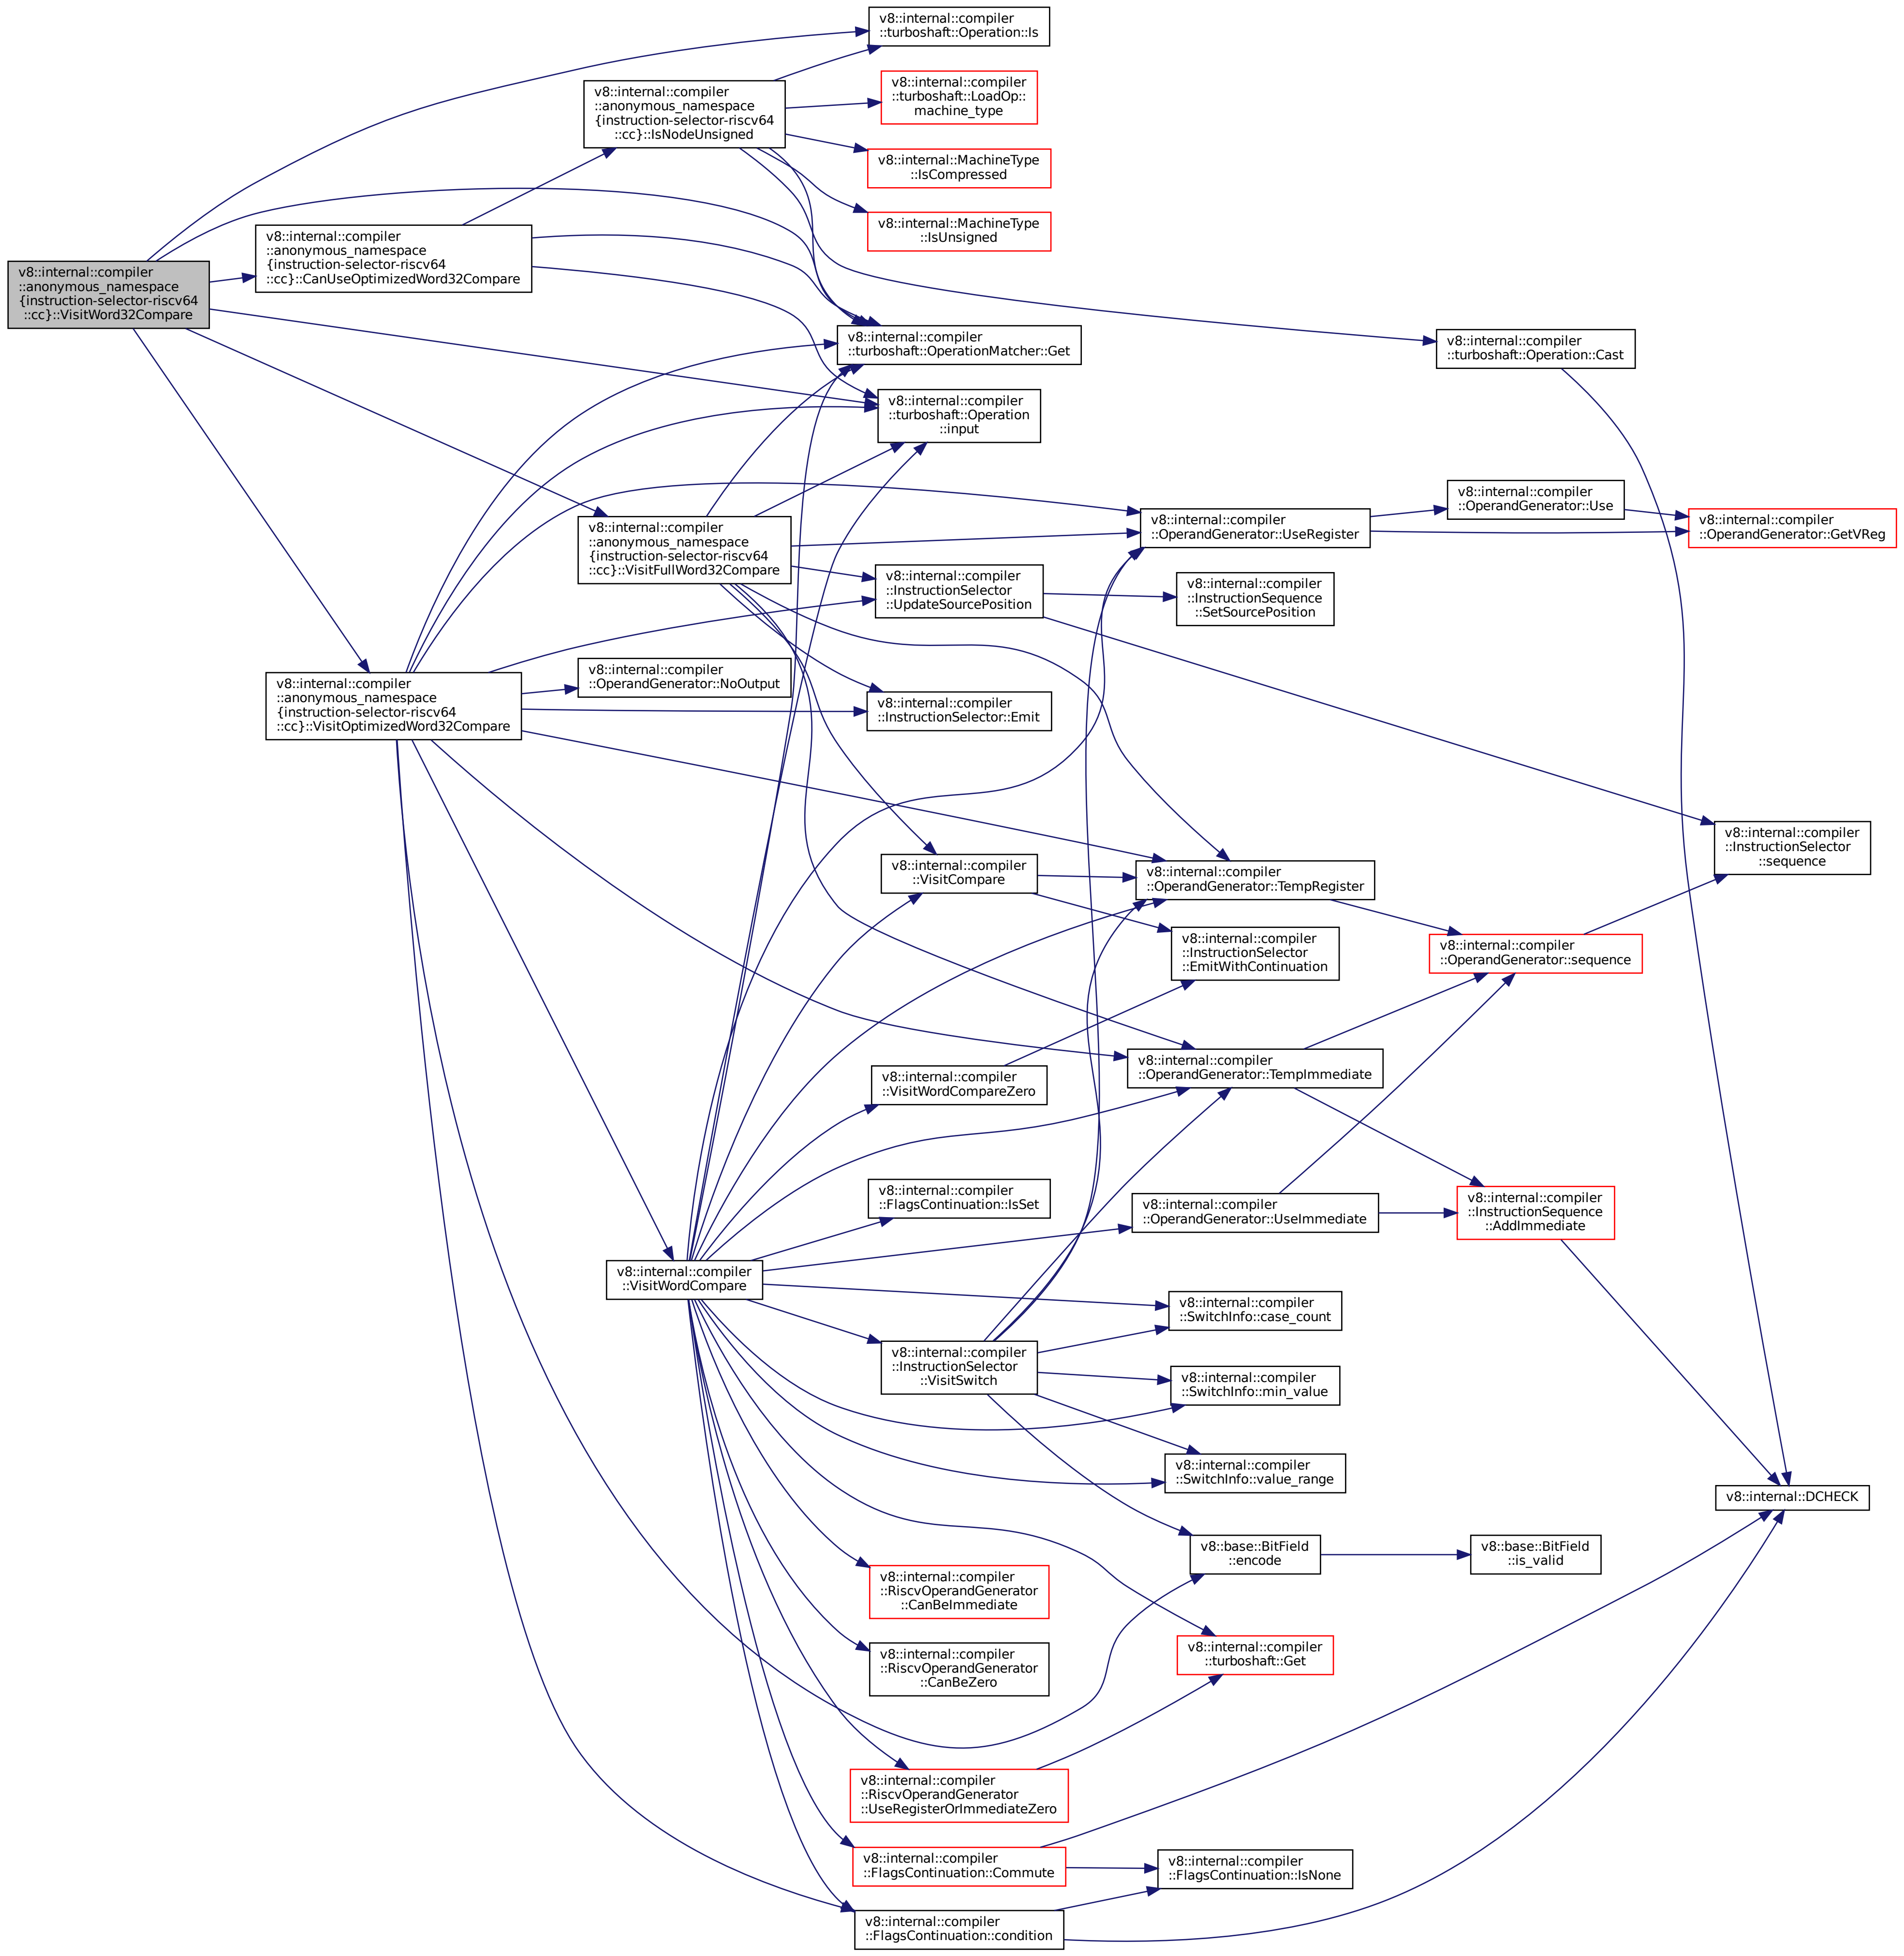 v8::internal::compiler
::anonymous_namespace
{instruction-selector-riscv64
::cc}::VisitWord32Compare
v8::internal::compiler
::turboshaft::Operation::Is
v8::internal::compiler
::anonymous_namespace
{instruction-selector-riscv64
::cc}::IsNodeUnsigned
v8::internal::compiler
::turboshaft::LoadOp::
machine_type
v8::internal::MachineType
::IsCompressed
v8::internal::MachineType
::IsUnsigned
v8::internal::compiler
::anonymous_namespace
{instruction-selector-riscv64
::cc}::CanUseOptimizedWord32Compare
v8::internal::compiler
::turboshaft::OperationMatcher::Get
v8::internal::compiler
::turboshaft::Operation::Cast
v8::internal::compiler
::turboshaft::Operation
::input
v8::internal::compiler
::anonymous_namespace
{instruction-selector-riscv64
::cc}::VisitFullWord32Compare
v8::internal::compiler
::OperandGenerator::UseRegister
v8::internal::compiler
::OperandGenerator::Use
v8::internal::compiler
::OperandGenerator::GetVReg
v8::internal::compiler
::InstructionSelector
::UpdateSourcePosition
v8::internal::compiler
::InstructionSequence
::SetSourcePosition
v8::internal::compiler
::anonymous_namespace
{instruction-selector-riscv64
::cc}::VisitOptimizedWord32Compare
v8::internal::compiler
::OperandGenerator::NoOutput
v8::internal::compiler
::InstructionSelector::Emit
v8::internal::compiler
::VisitCompare
v8::internal::compiler
::OperandGenerator::TempRegister
v8::internal::compiler
::InstructionSelector
::sequence
v8::internal::compiler
::InstructionSelector
::EmitWithContinuation
v8::internal::compiler
::OperandGenerator::sequence
v8::internal::compiler
::VisitWordCompareZero
v8::internal::compiler
::OperandGenerator::TempImmediate
v8::internal::compiler
::FlagsContinuation::IsSet
v8::internal::compiler
::OperandGenerator::UseImmediate
v8::internal::compiler
::InstructionSequence
::AddImmediate
v8::internal::compiler
::VisitWordCompare
v8::internal::compiler
::SwitchInfo::case_count
v8::internal::compiler
::InstructionSelector
::VisitSwitch
v8::internal::compiler
::SwitchInfo::min_value
v8::internal::compiler
::SwitchInfo::value_range
v8::internal::DCHECK
v8::base::BitField
::encode
v8::base::BitField
::is_valid
v8::internal::compiler
::RiscvOperandGenerator
::CanBeImmediate
v8::internal::compiler
::RiscvOperandGenerator
::CanBeZero
v8::internal::compiler
::turboshaft::Get
v8::internal::compiler
::RiscvOperandGenerator
::UseRegisterOrImmediateZero
v8::internal::compiler
::FlagsContinuation::Commute
v8::internal::compiler
::FlagsContinuation::IsNone
v8::internal::compiler
::FlagsContinuation::condition